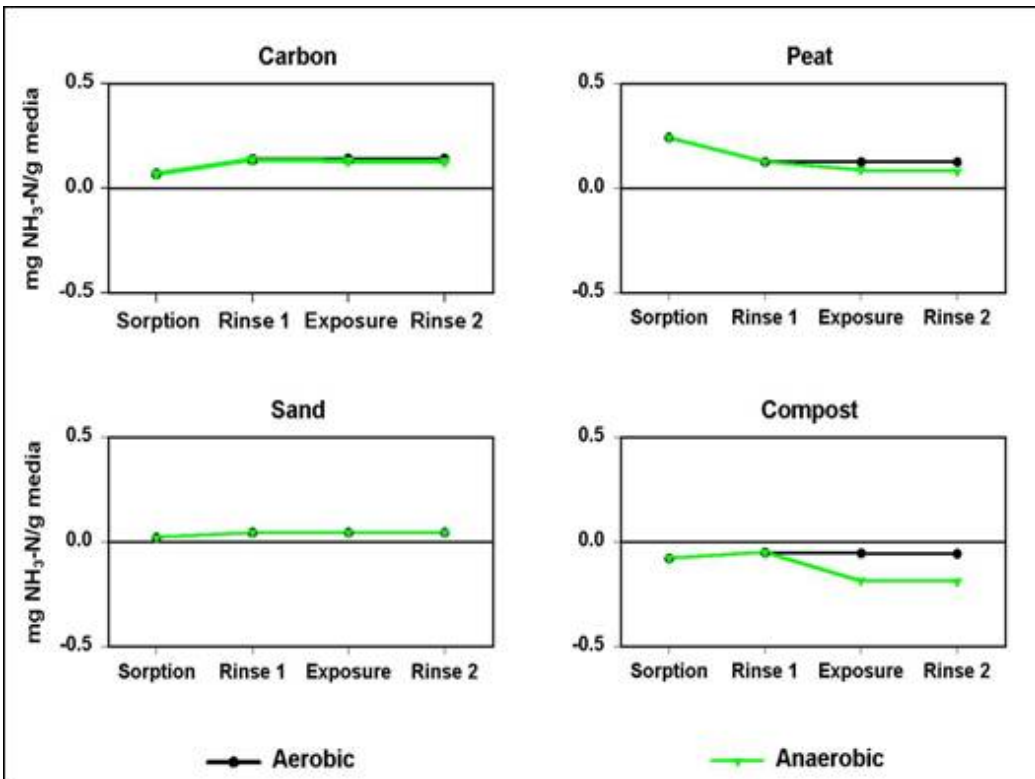 Carbon
Peat
mg NH₃-N/g media
0.5
0.0
-0.5
Sorption Rinse 1 Exposure Rinse 2
0.5
0.0
-0.5
Sorption Rinse 1 Exposure Rinse 2
Sand
Compost
mg NH₃-N/g media
0.5
0.0
-0.5
Sorption Rinse 1 Exposure Rinse 2
0.5
0.0
-0.5
Sorption Rinse 1 Exposure Rinse 2
Aerobic
Anaerobic